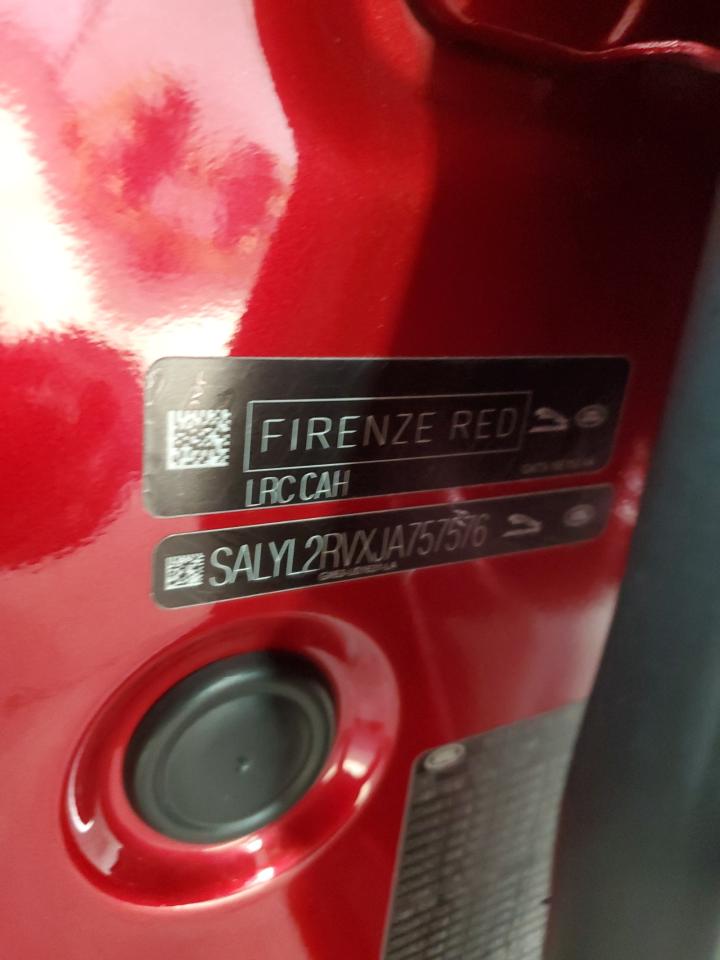 FIRENZE RED
LRC CAH
SALYL2RVXJA757576